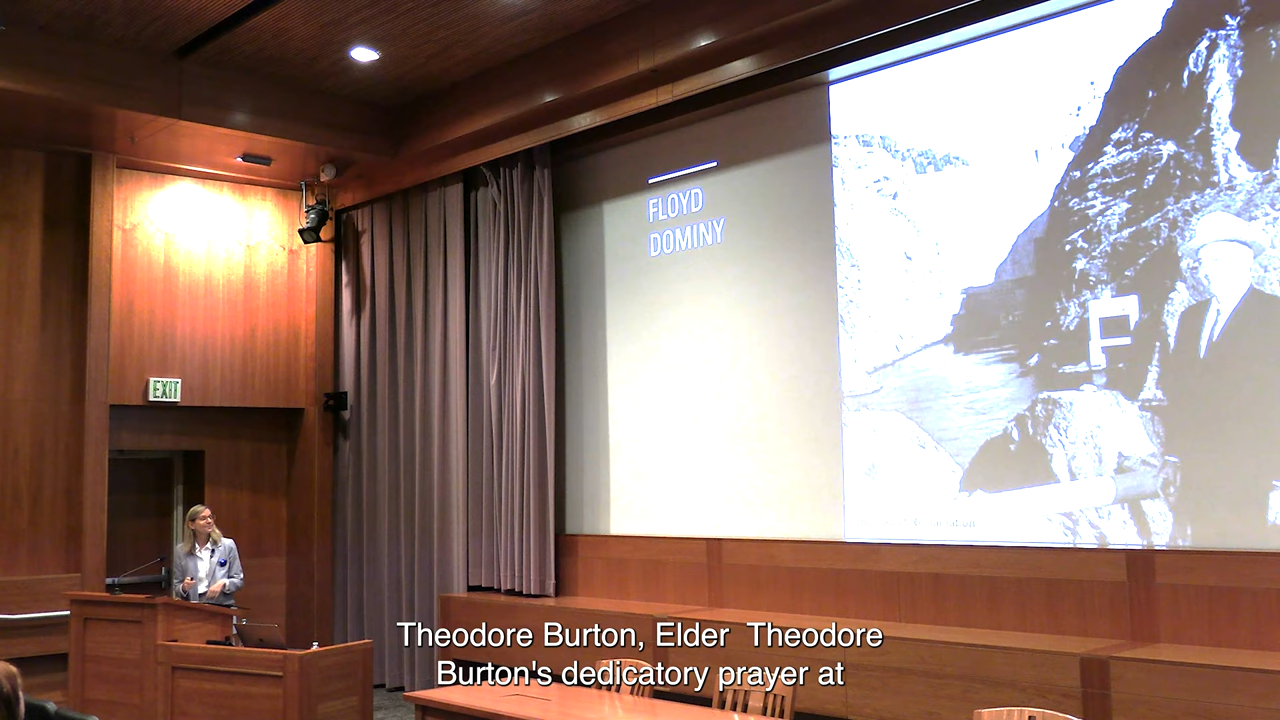 FLOYD
DOMINY
EXIT
Theodore Burton, Elder  Theodore
Burton's dedicatory prayer at